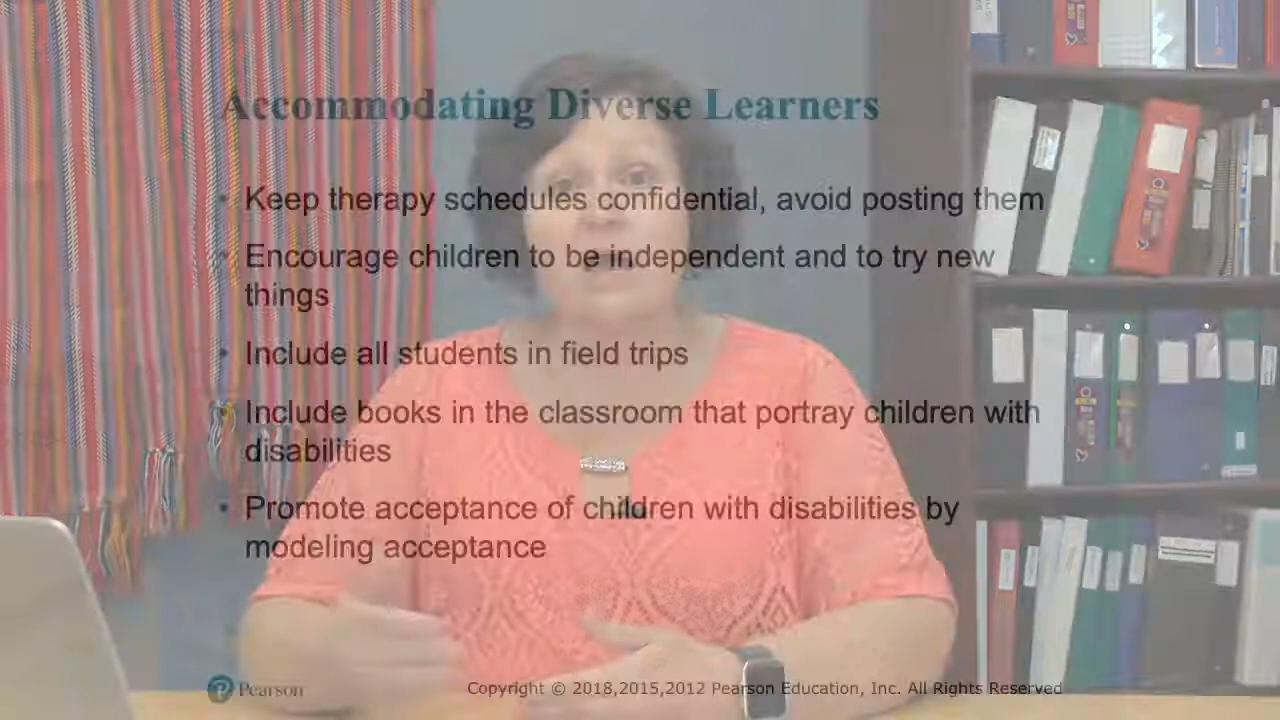 Accommodating Diverse Learners
• Keep therapy schedules confidential, avoid posting them
• Encourage children to be independent and to try new
things
• Include all students in field trips
• Include books in the classroom that portray children with
disabilities
• Promote acceptance of children with disabilities by
modeling acceptance
Pearson
Copyright © 2018,2015,2012 Pearson Education, Inc. All Rights Reserved